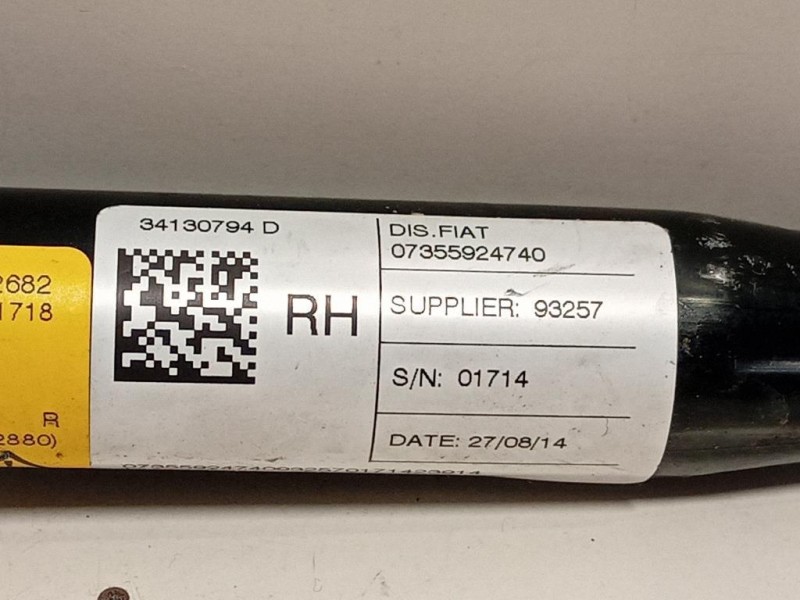 34130794 D
RH
DIS.FIAT
07355924740
SUPPLIER: 93257
S/N: 01714
DATE: 27/08/14
2682
1718
R
2880)